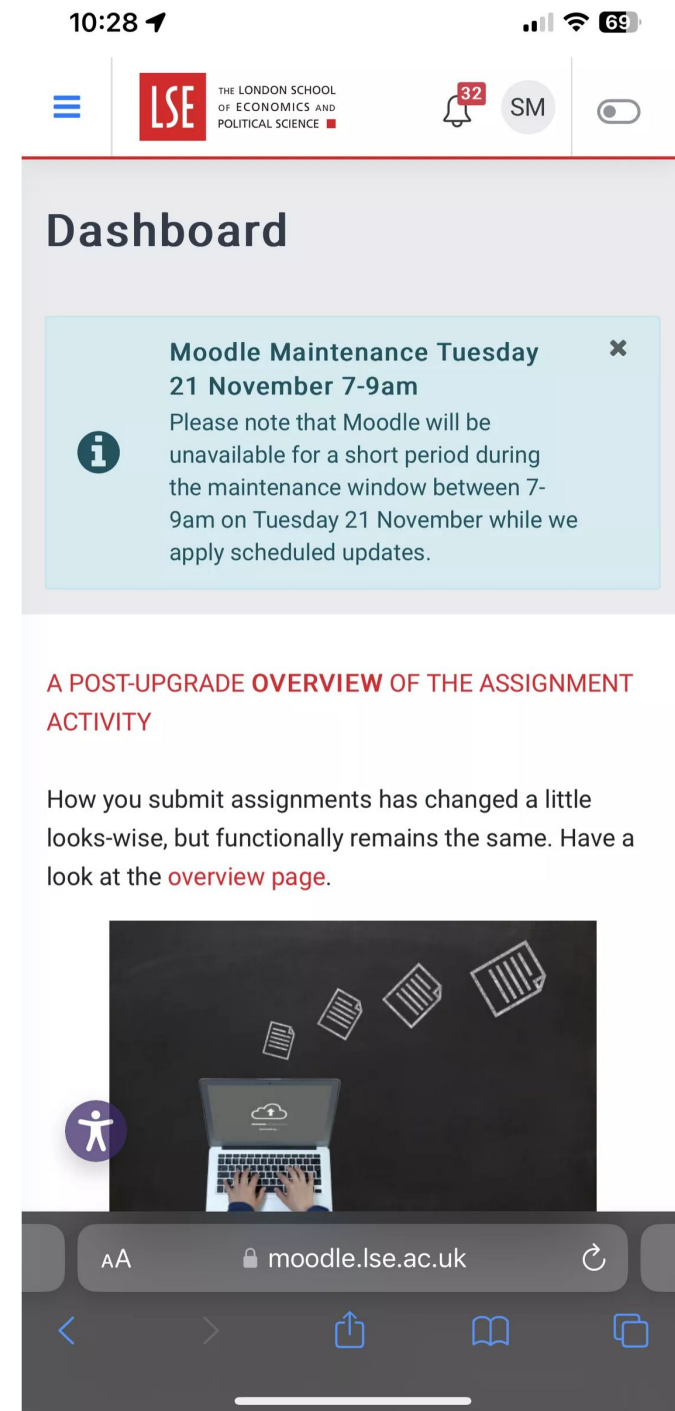 10:28
69
LSE
THE LONDON SCHOOL
OF ECONOMICS AND
POLITICAL SCIENCE
32
SM
Dashboard
Moodle Maintenance Tuesday
21 November 7-9am
Please note that Moodle will be
unavailable for a short period during
the maintenance window between 7-
9am on Tuesday 21 November while we
apply scheduled updates.
A POST-UPGRADE OVERVIEW OF THE ASSIGNMENT
ACTIVITY
How you submit assignments has changed a little
looks-wise, but functionally remains the same. Have a
look at the overview page.
AA
moodle.lse.ac.uk